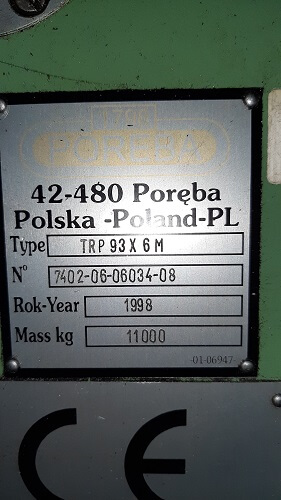 POREBA
42-480 Poręba
Polska -Poland-PL
Type TRP 93 X 6 M
N° 7402-06-06034-08
Rok-Year 1998
Mass kg 11000
-01-06947-
CE